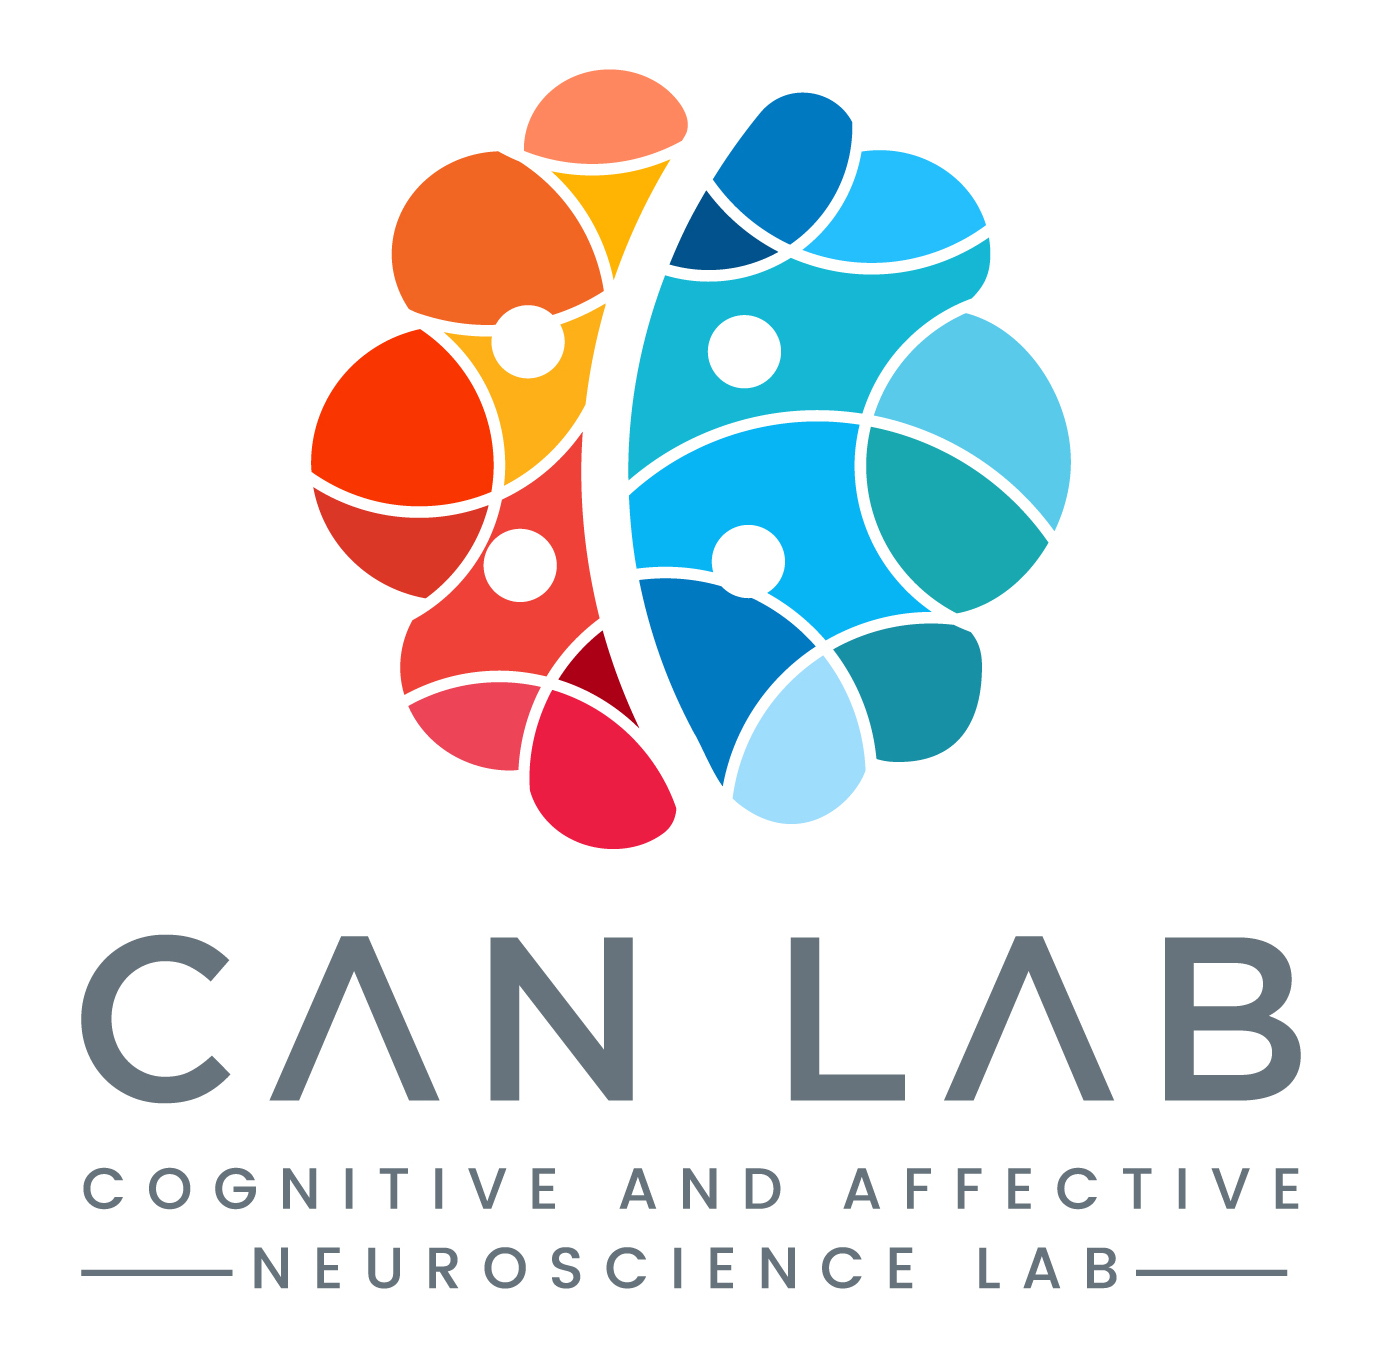 CAN LAB
COGNITIVE AND AFFECTIVE
NEUROSCIENCE LAB